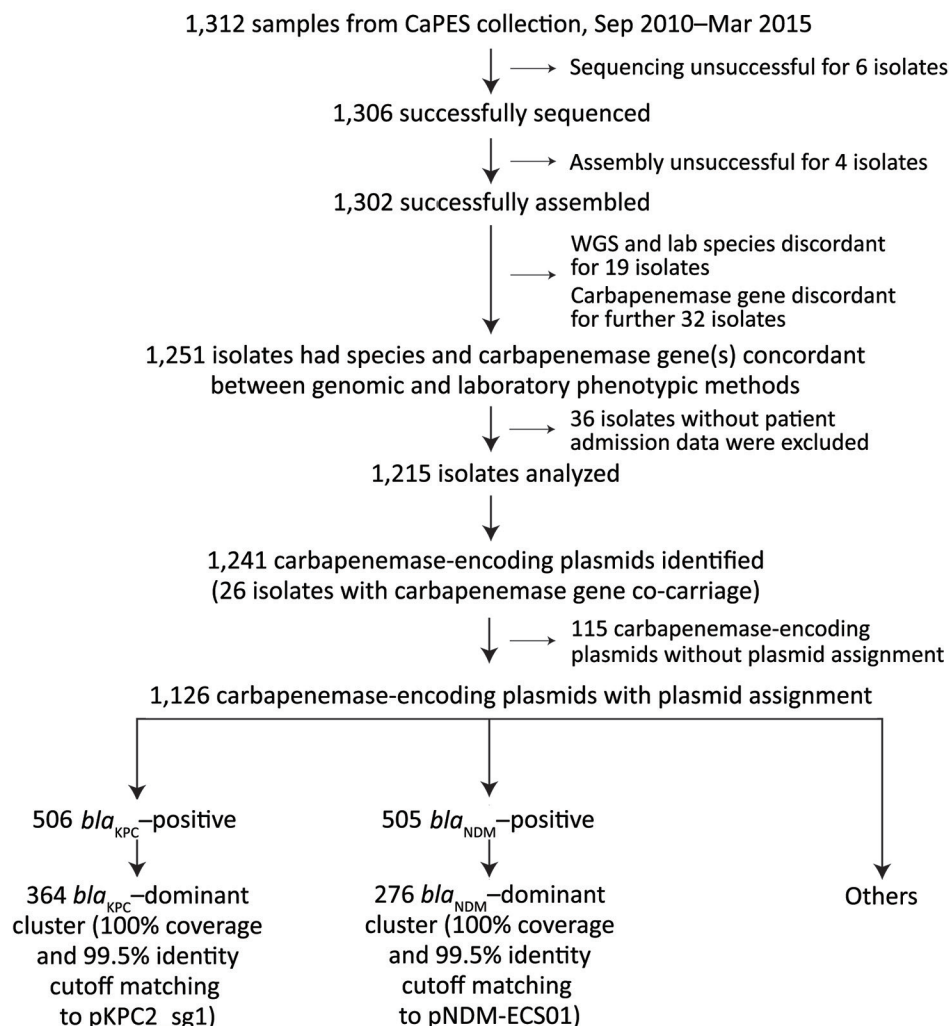 1,312 samples from CaPES collection, Sep 2010–Mar 2015
Sequencing unsuccessful for 6 isolates
1,306 successfully sequenced
Assembly unsuccessful for 4 isolates
1,302 successfully assembled
WGS and lab species discordant
for 19 isolates
Carbapenemase gene discordant
for further 32 isolates
1,251 isolates had species and carbapenemase gene(s) concordant
between genomic and laboratory phenotypic methods
36 isolates without patient
admission data were excluded
1,215 isolates analyzed
1,241 carbapenemase-encoding plasmids identified
(26 isolates with carbapenemase gene co-carriage)
115 carbapenemase-encoding
plasmids without plasmid assignment
1,126 carbapenemase-encoding plasmids with plasmid assignment
506 blaKPC–positive
364 blaKPC–dominant
cluster (100% coverage
and 99.5% identity
cutoff matching
to pKPC2_sg1)
505 blaNDM–positive
276 blaNDM–dominant
cluster (100% coverage
and 99.5% identity
cutoff matching
to pNDM-ECS01)
Others